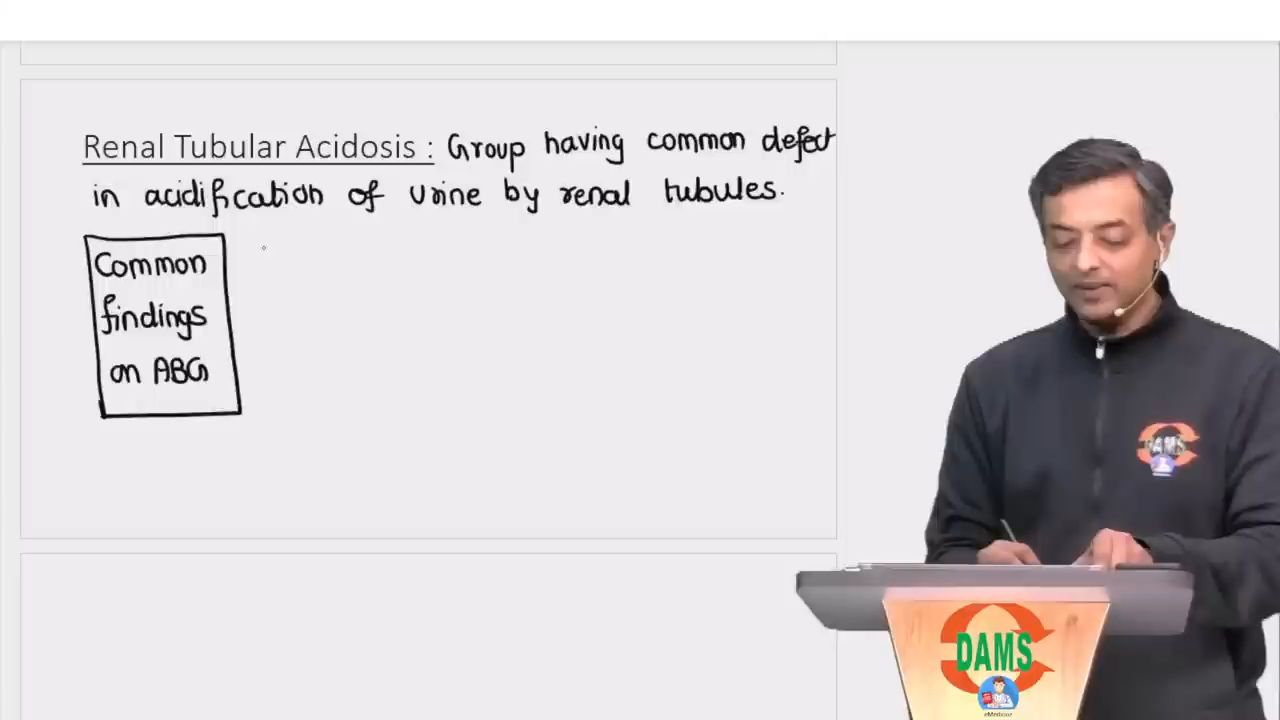 Renal Tubular Acidosis : Group having common defect
in acidification of urine by renal tubules.
Common
findings
on ABG
DAMS
DAMS
eMedicoz